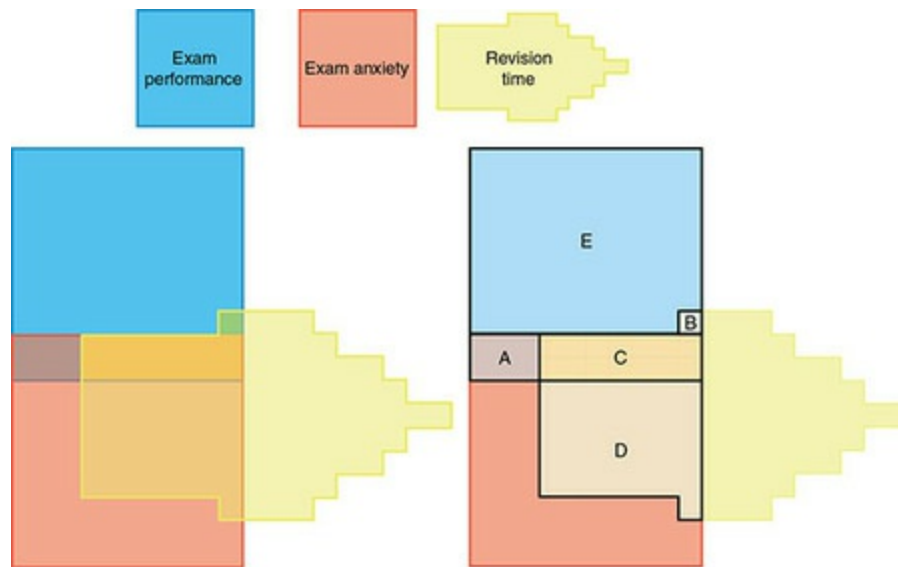 Exam
performance
Exam anxiety
Revision
time
E
B
A
C
D